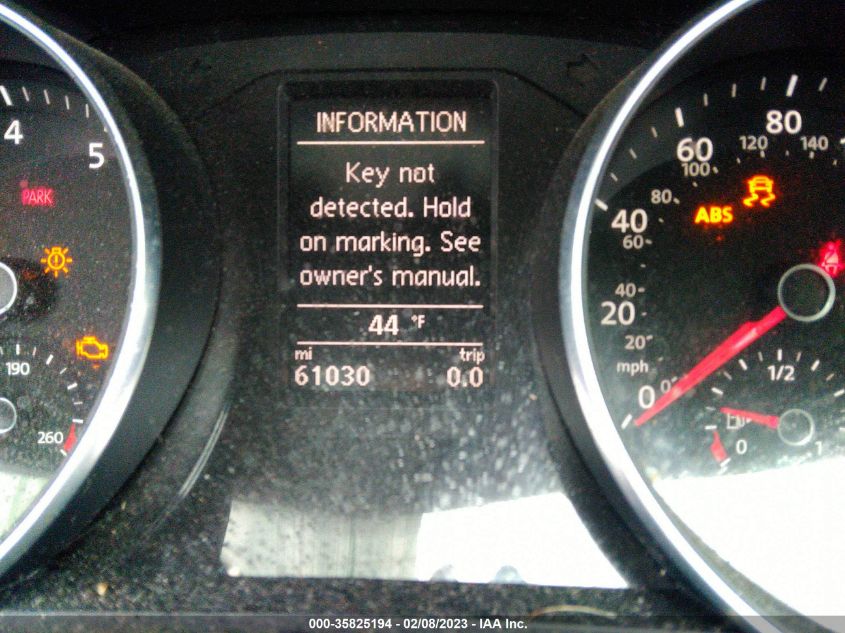 INFORMATION
Key not
detected. Hold
on marking. See
owner's manual.
44 °F
mi trip
61030 0.0
4
5
PARK
190
260
80
60
120
140
100
80
40
60
ABS
40
20
20
mph
0
0
1/2
0
1
000-35825194 - 02/08/2023 - IAA Inc.